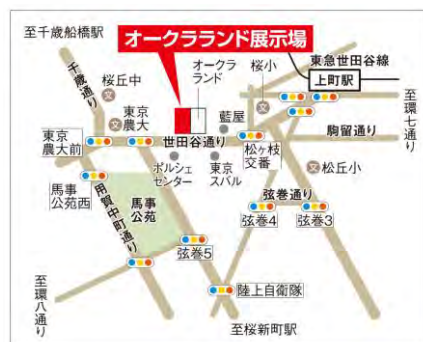 至千歳船橋駅
オークラランド展示場
千歳通り
桜丘中
文
オークラ
ランド
桜小
文
東急世田谷線
上町駅
東京
農大
文
藍屋
至環七通り
東京
農大前
世田谷通り
松ヶ枝
交番
駒留通り
ポルシェ
センター
東京
スバル
文
松丘小
馬事
公苑西
用賀中町通り
馬事
公苑
弦巻通り
弦巻4
弦巻3
弦巻5
至環八通り
陸上自衛隊
至桜新町駅